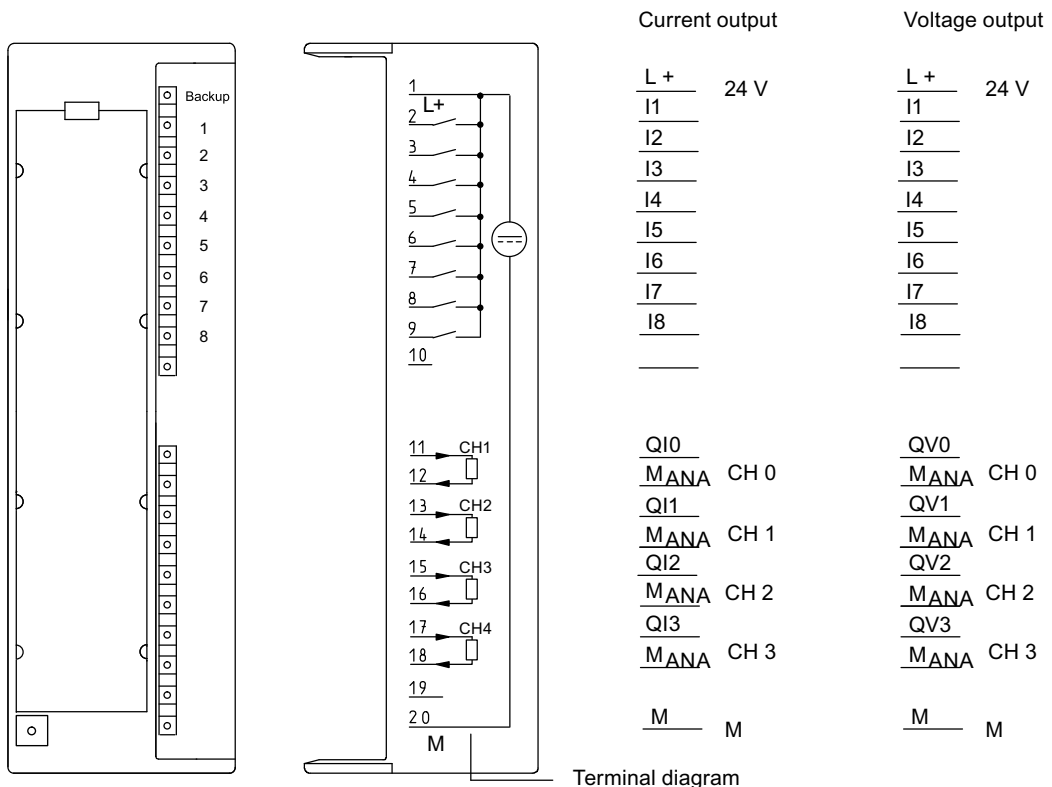 Current output
Voltage output
Backup
1
2
3
4
5
6
7
8
1
L+
2
3
4
5
6
7
8
9
10
11 CH1
12
13 CH2
14
15 CH3
16
17 CH4
18
19
20
M
Terminal diagram
L + 24 V
I1
I2
I3
I4
I5
I6
I7
I8
QI0
MANA CH 0
QI1
MANA CH 1
QI2
MANA CH 2
QI3
MANA CH 3
M M
L + 24 V
I1
I2
I3
I4
I5
I6
I7
I8
QV0
MANA CH 0
QV1
MANA CH 1
QV2
MANA CH 2
QV3
MANA CH 3
M M